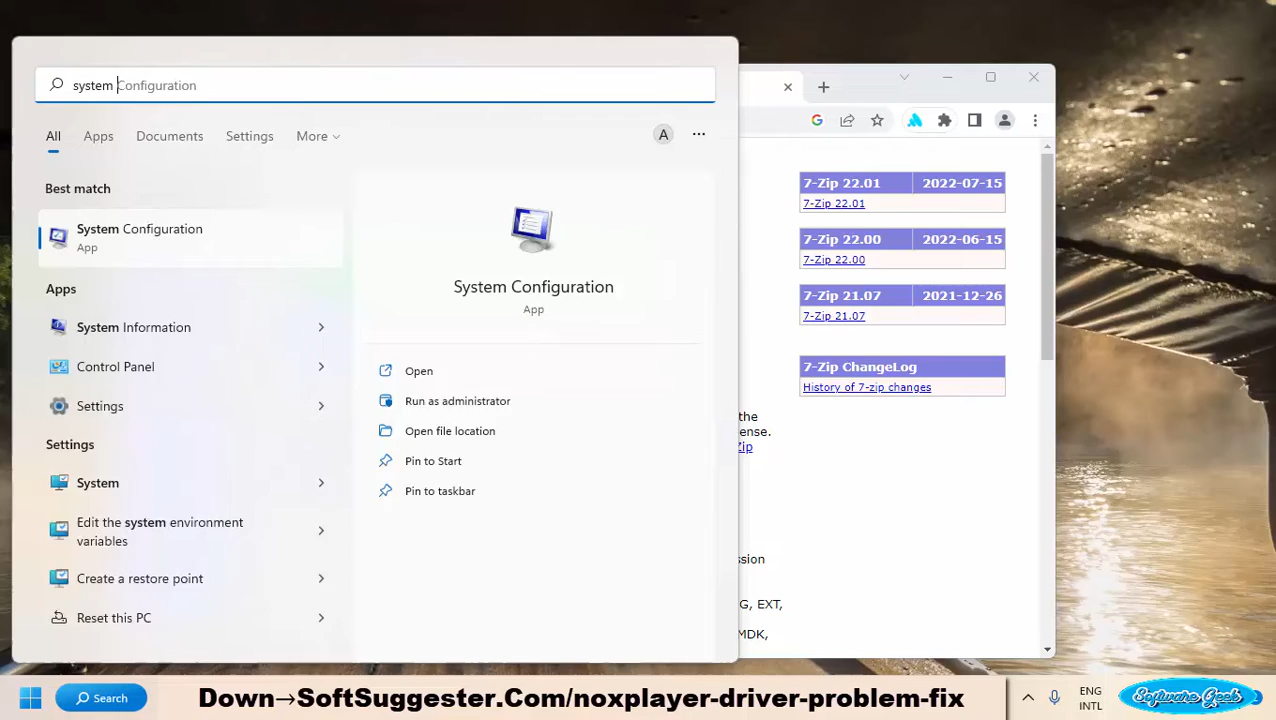 system Configuration
All Apps Documents Settings More
A
Best match
System Configuration
App
Apps
System Information
Control Panel
Settings
Settings
System
Edit the system environment
variables
Create a restore point
Reset this PC
System Configuration
App
Open
Run as administrator
Open file location
Pin to Start
Pin to taskbar
7-Zip 22.01 2022-07-15
7-Zip 22.01
7-Zip 22.00 2022-06-15
7-Zip 22.00
7-Zip 21.07 2021-12-26
7-Zip 21.07
7-Zip ChangeLog
History of 7-zip changes
the
ense.
Zip
ssion
G, EXT,
MDK,
Search
Down→SoftSuggester.Com/noxplayer-driver-problem-fix
ENG
INTL
Software Geek